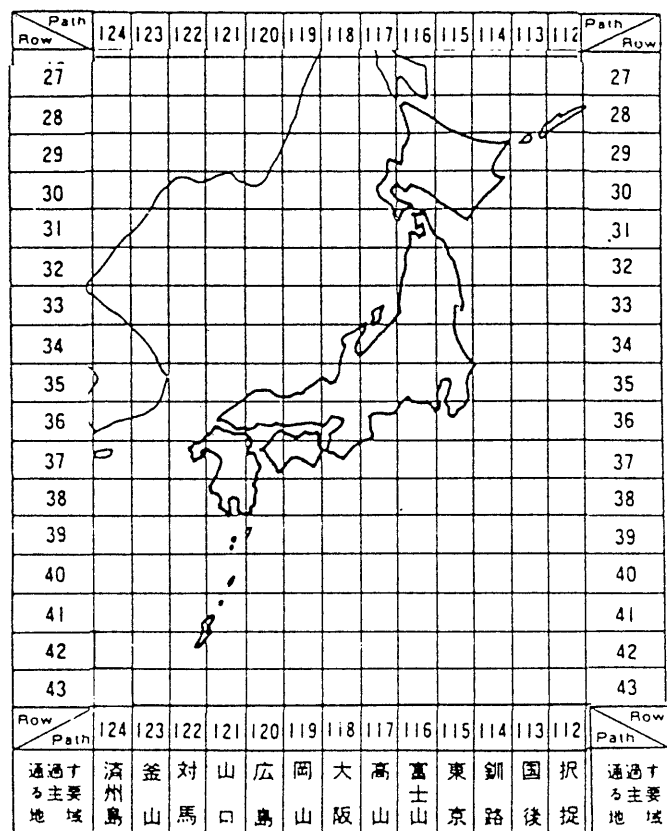 Path 124 123 122 121 120 119 118 117 116 115 114 113 112 Path
Row Row
27 27
28 28
29 29
30 30
31 31
32 32
33 33
34 34
35 35
36 36
37 37
38 38
39 39
40 40
41 41
42 42
43 43
Row Row
Path 124 123 122 121 120 119 118 117 116 115 114 113 112 Path
通過す
る主要
地域
済州島
釜山
対馬
山口
広島
岡山
大阪
高山
富士山
東京
釧路
国後
択捉
通過す
る主要
地域